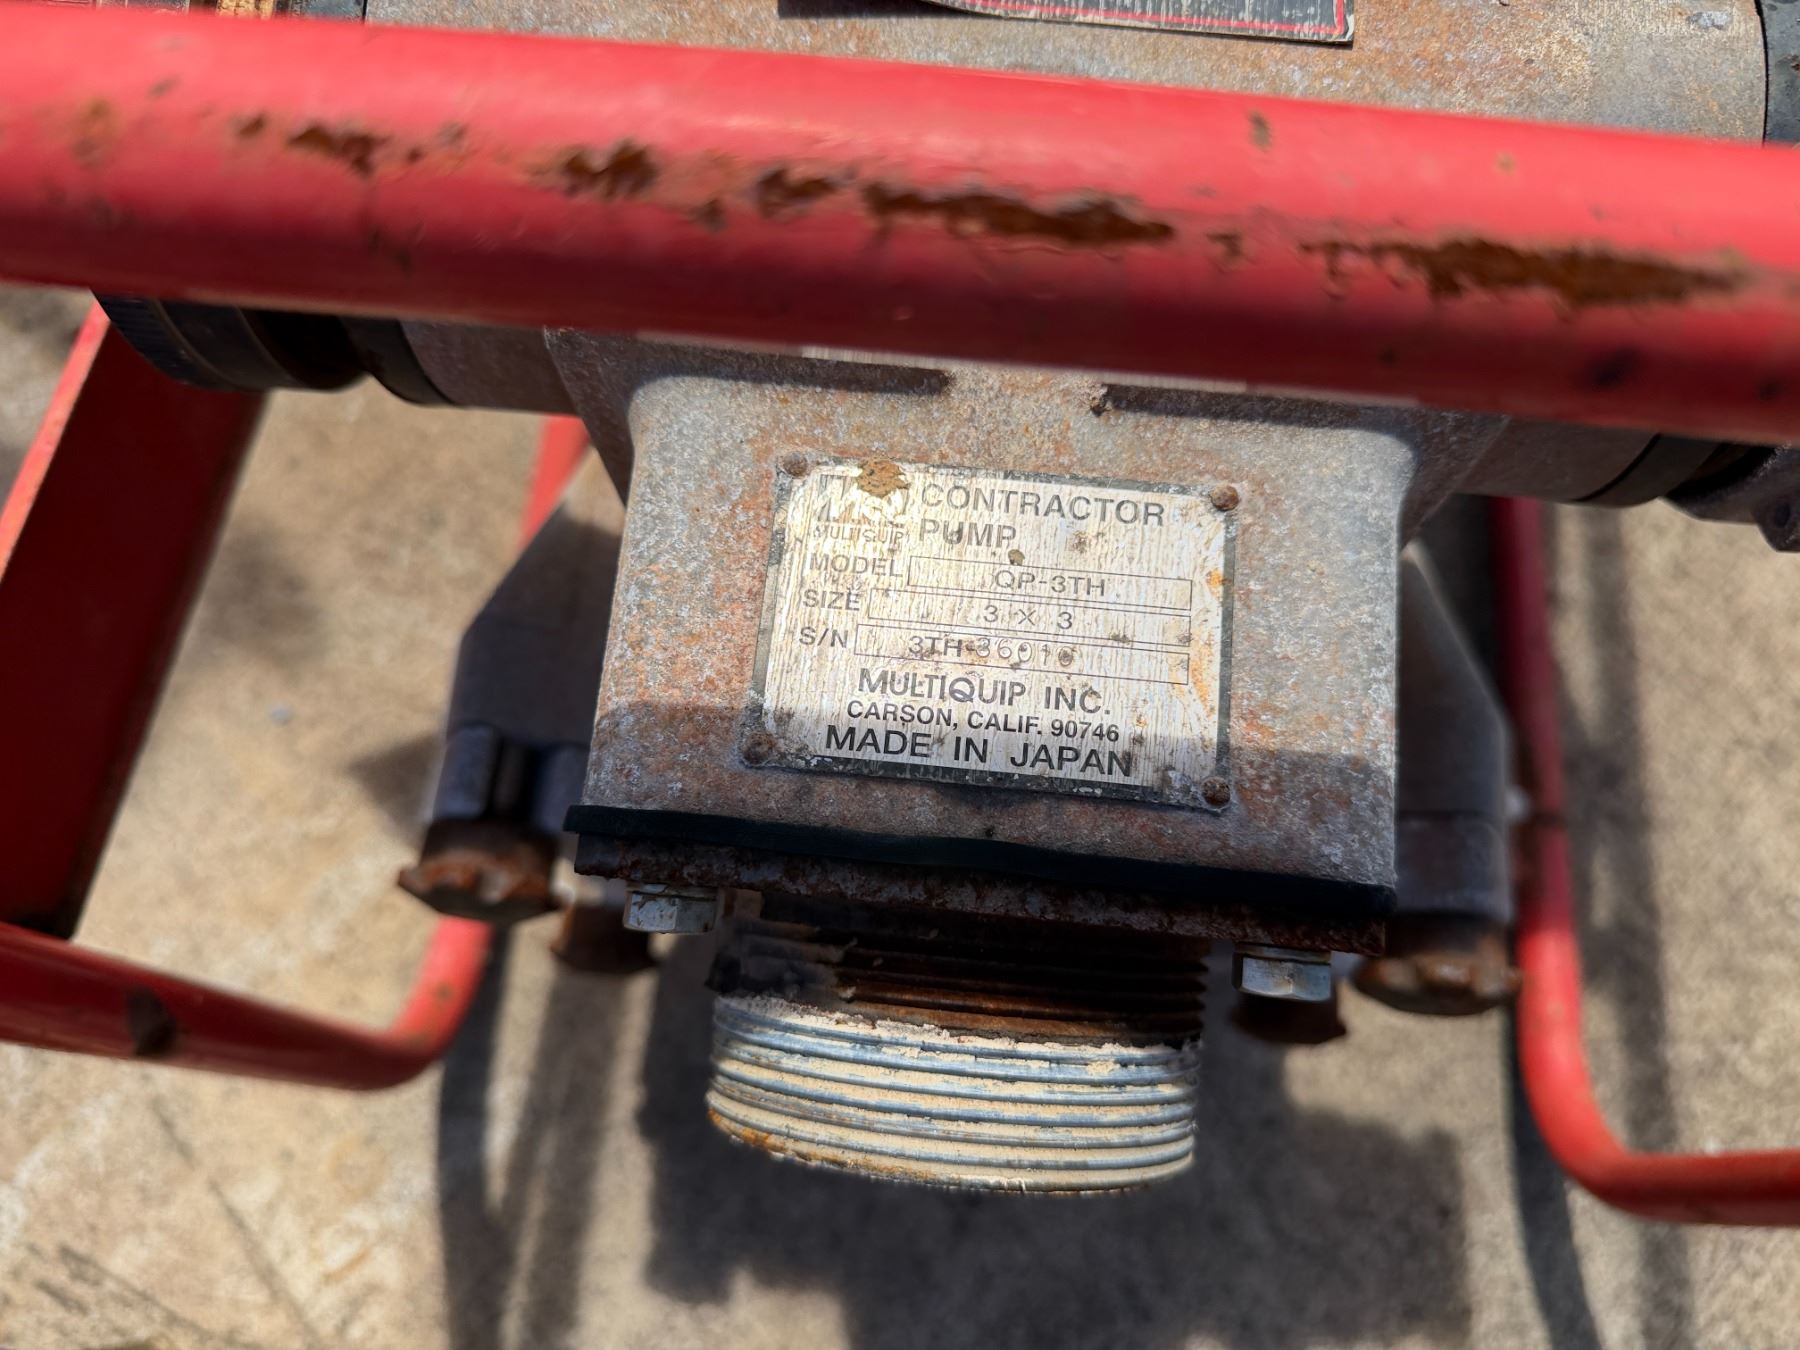 CONTRACTOR
MULTIQUIP PUMP
MODEL QP-3TH
SIZE 3 X 3
S/N
MULTIQUIP INC.
CARSON, CALIF. 90746
MADE IN JAPAN